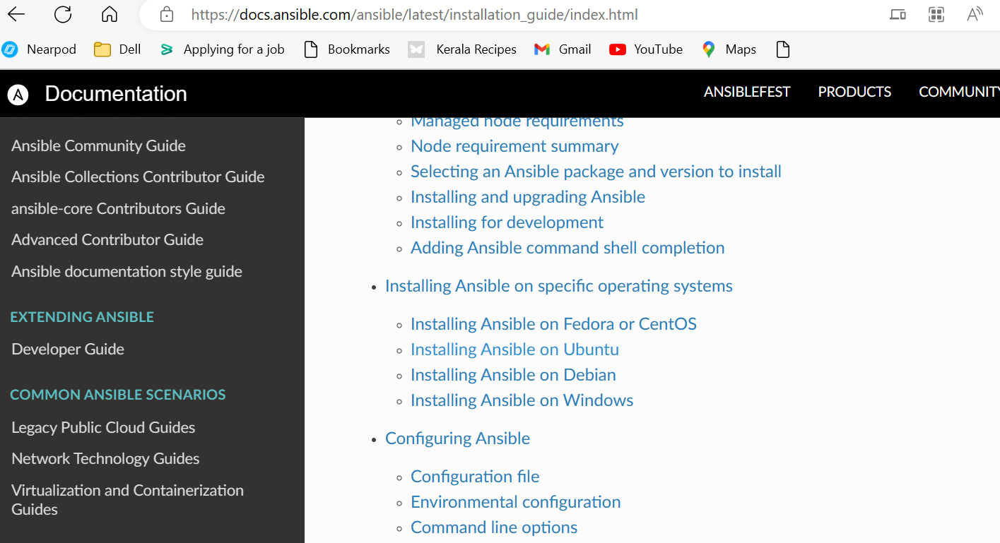 https://docs.ansible.com/ansible/latest/installation_guide/index.html
Nearpod Dell Applying for a job Bookmarks Kerala Recipes Gmail YouTube Maps
Documentation ANSIBLEFEST PRODUCTS COMMUNITY
Ansible Community Guide
Ansible Collections Contributor Guide
ansible-core Contributors Guide
Advanced Contributor Guide
Ansible documentation style guide
EXTENDING ANSIBLE
Developer Guide
COMMON ANSIBLE SCENARIOS
Legacy Public Cloud Guides
Network Technology Guides
Virtualization and Containerization
Guides
Managed node requirements
Node requirement summary
Selecting an Ansible package and version to install
Installing and upgrading Ansible
Installing for development
Adding Ansible command shell completion
Installing Ansible on specific operating systems
Installing Ansible on Fedora or CentOS
Installing Ansible on Ubuntu
Installing Ansible on Debian
Installing Ansible on Windows
Configuring Ansible
Configuration file
Environmental configuration
Command line options